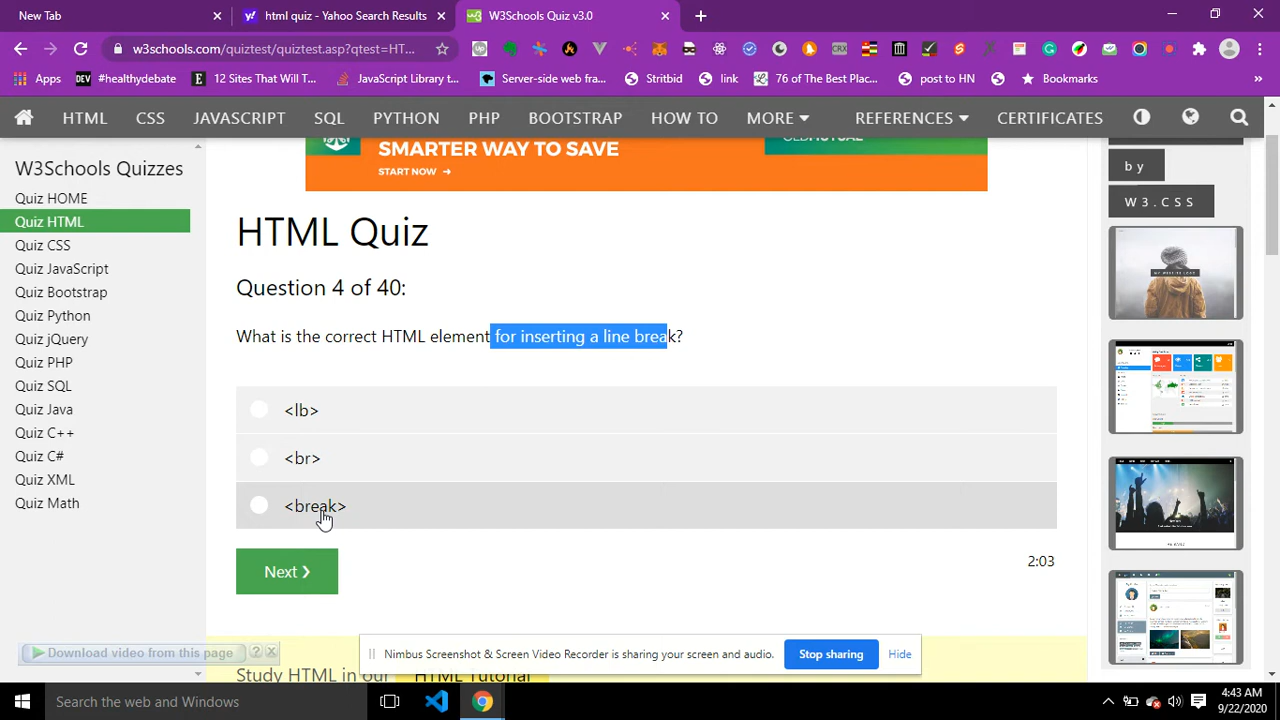 New Tab
html quiz - Yahoo Search Results
W3Schools Quiz v3.0
w3schools.com/quiztest/quiztest.asp?qtest=HT...
Apps
#healthydebate
12 Sites That Will T...
JavaScript Library t...
Server-side web fra...
Stritbid
link
76 of The Best Plac...
post to HN
Bookmarks
HTML
CSS
JAVASCRIPT
SQL
PYTHON
PHP
BOOTSTRAP
HOW TO
MORE
REFERENCES
CERTIFICATES
W3Schools Quizzes
Quiz HOME
Quiz HTML
Quiz CSS
Quiz JavaScript
Quiz Bootstrap
Quiz Python
Quiz jQuery
Quiz PHP
Quiz SQL
Quiz Java
Quiz C++
Quiz C#
Quiz XML
Quiz Math
SMARTER WAY TO SAVE
START NOW →
HTML Quiz
Question 4 of 40:
What is the correct HTML element for inserting a line break?
<lb>
<br>
<break>
Next ❯
2:03
by
W3.CSS
Download video from this page
Study HTML in our HTML Tutorial
Screen Video Recorder is sharing your screen and audio.
Stop sharing
Hide
Search the web and Windows
4:43 AM
9/22/2020